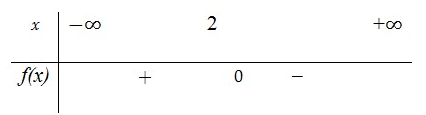 x −∞ 2 +∞
f(x) + 0 −